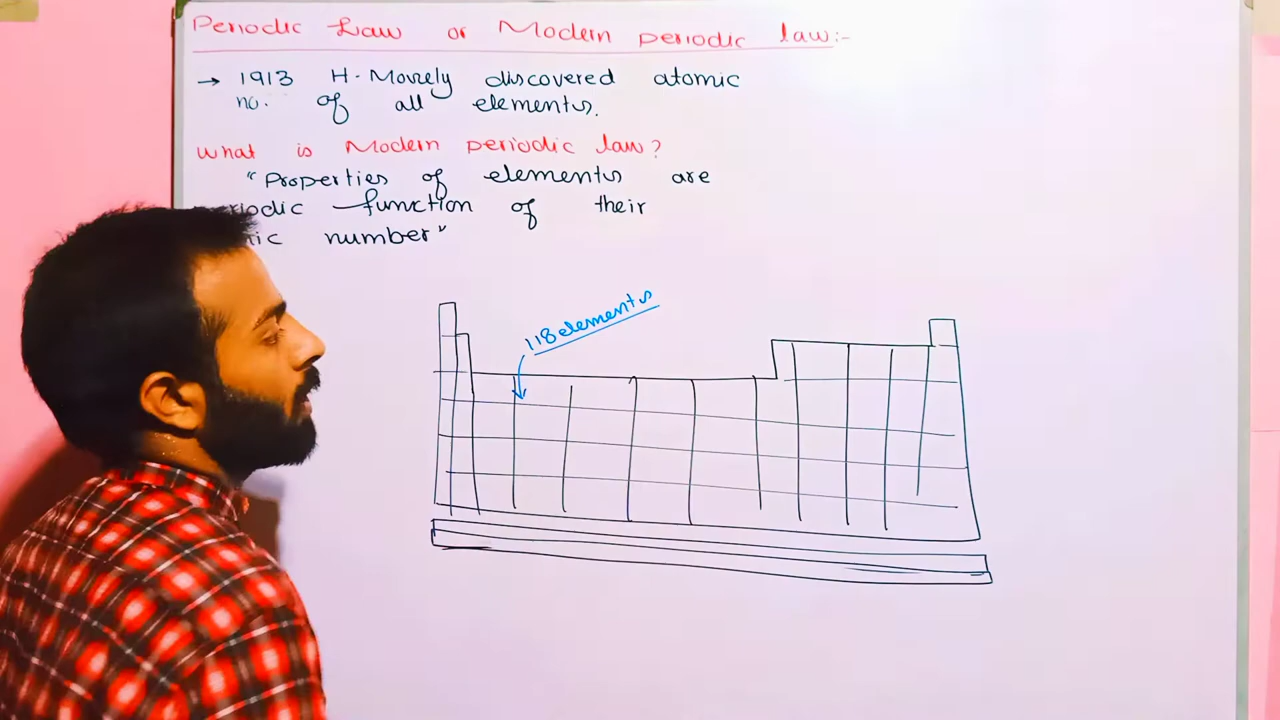 Periodic Law or Modern periodic law:-
→ 1913 H-Movely discovered atomic
no. of all elements.
What is Modern periodic law?
"Properties of elements are
function of their
number"
118 elements